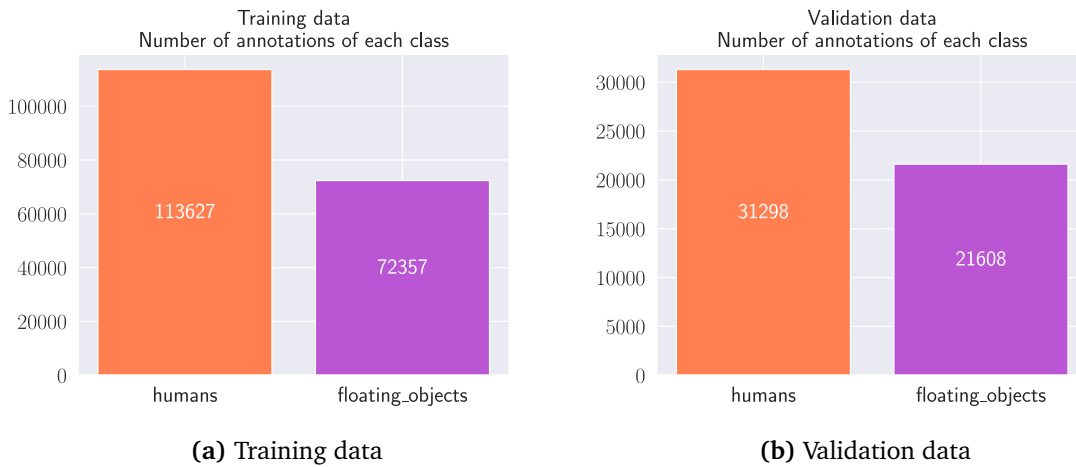 Training data
Number of annotations of each class
100000
80000
60000
40000
20000
0
113627
72357
humans
floating_objects
(a) Training data
Validation data
Number of annotations of each class
30000
25000
20000
15000
10000
5000
0
31298
21608
humans
floating_objects
(b) Validation data